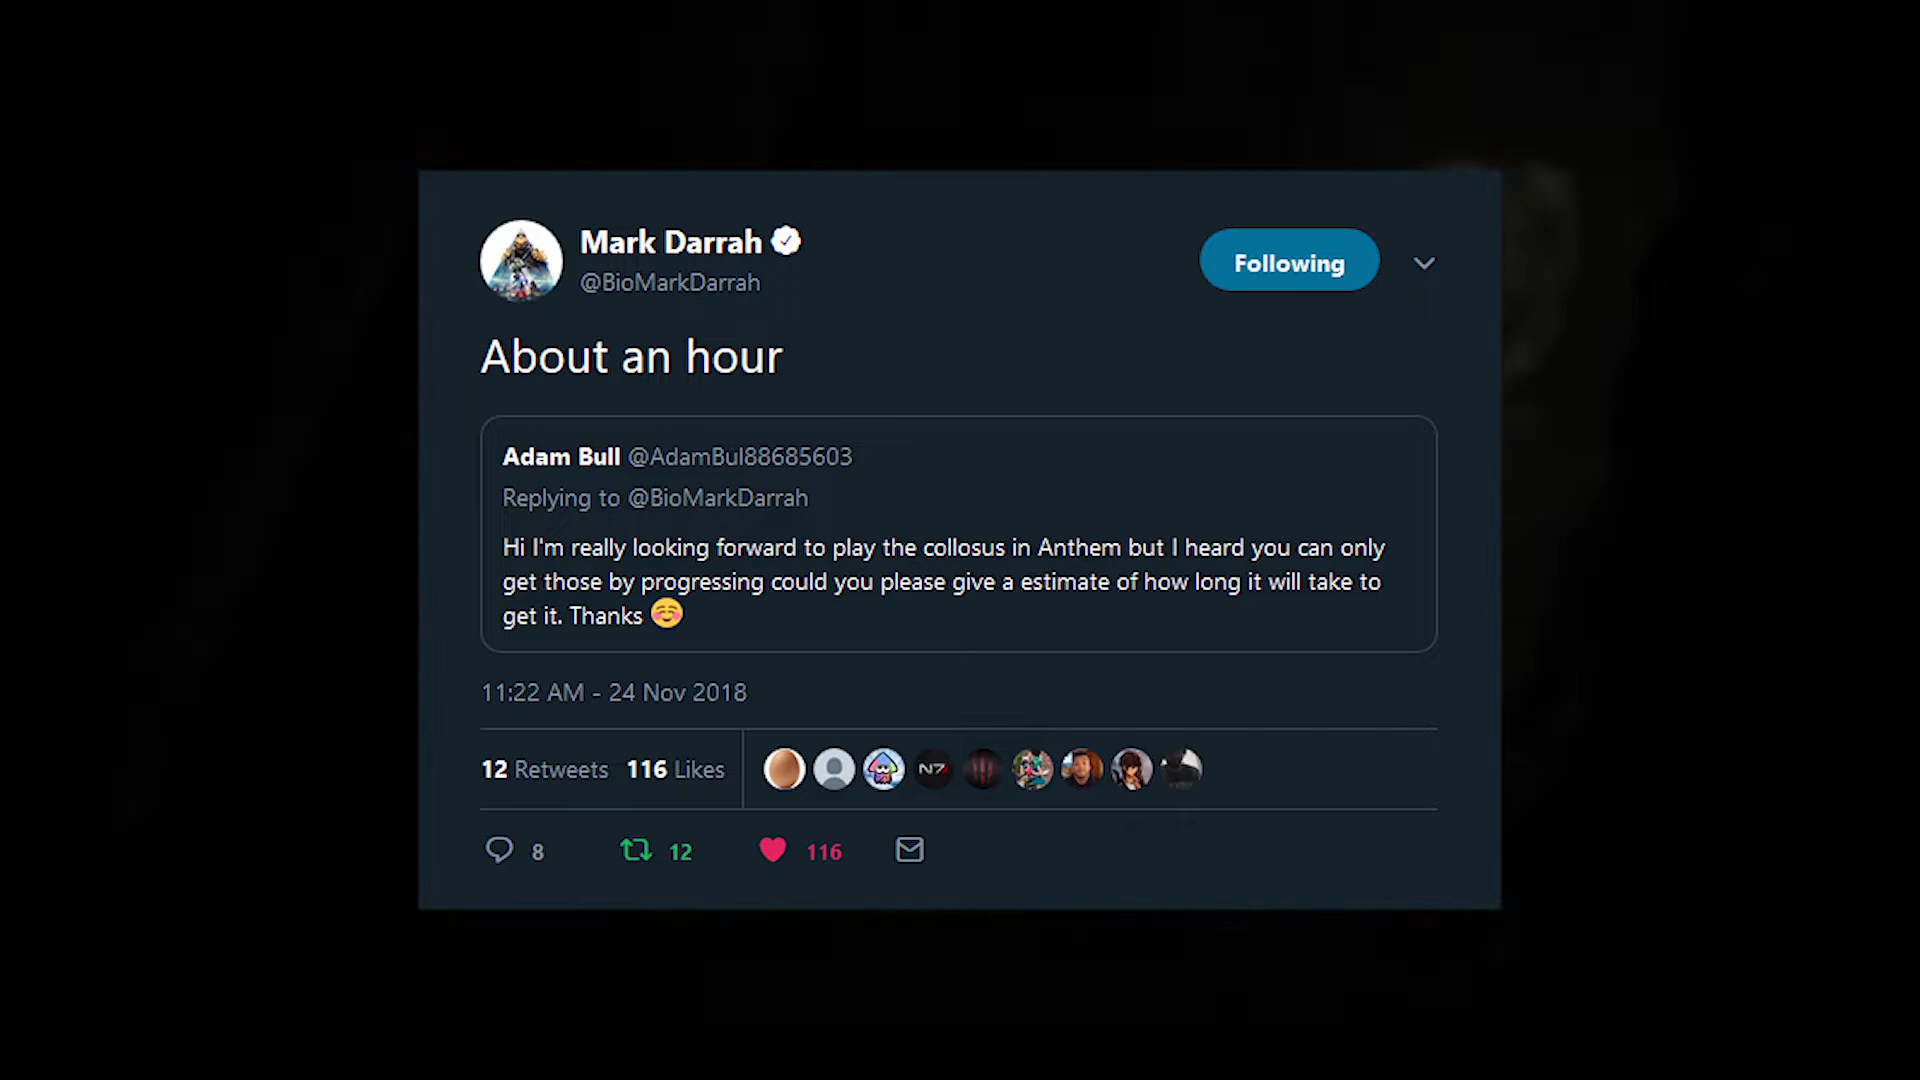 Mark Darrah
@BioMarkDarrah
Following
About an hour
Adam Bull @AdamBul88685603
Replying to @BioMarkDarrah
Hi I'm really looking forward to play the collosus in Anthem but I heard you can only
get those by progressing could you please give a estimate of how long it will take to
get it. Thanks ☺️
11:22 AM - 24 Nov 2018
12 Retweets 116 Likes
N7
8 12 116